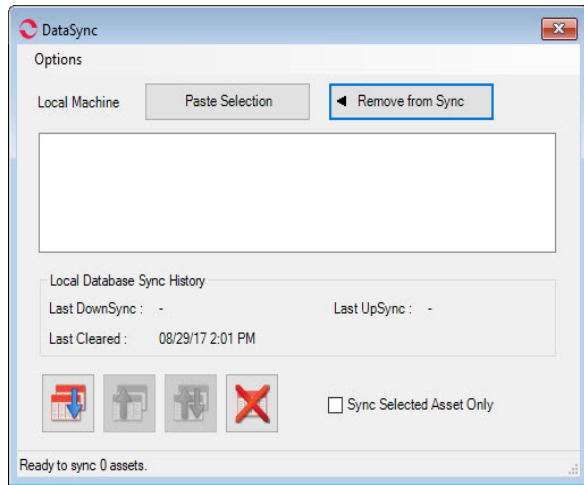 DataSync
Options
Local Machine Paste Selection Remove from Sync
Local Database Sync History
Last DownSync : - Last UpSync : -
Last Cleared : 08/29/17 2:01 PM
Sync Selected Asset Only
Ready to sync 0 assets.